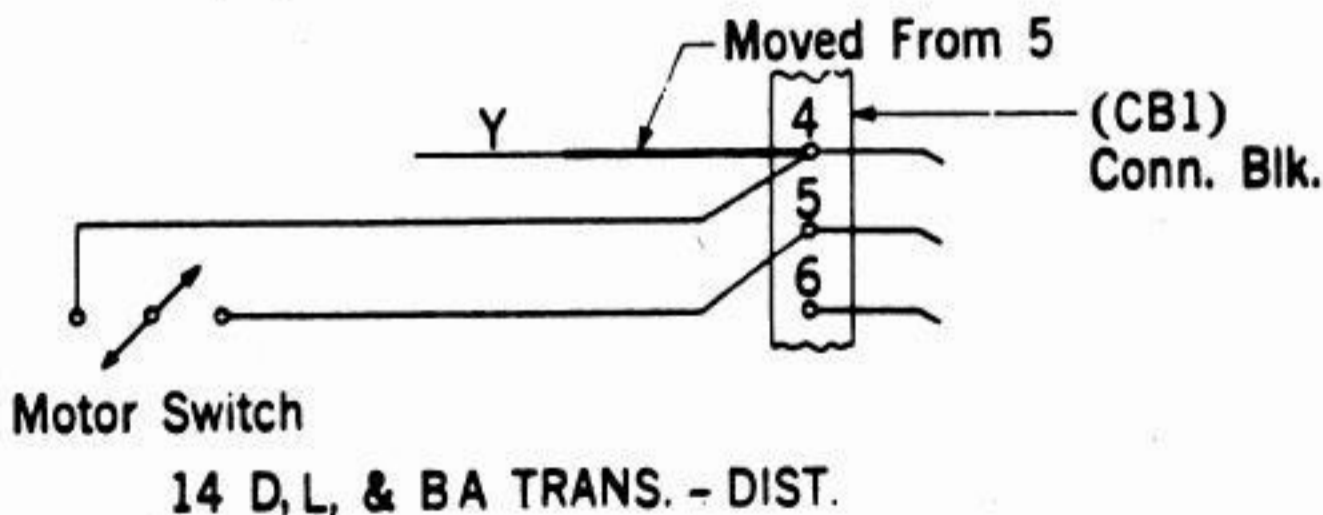 Moved From 5
Y
4
(CB1)
Conn. Blk.
5
6
Motor Switch
14 D, L, & BA TRANS. - DIST.